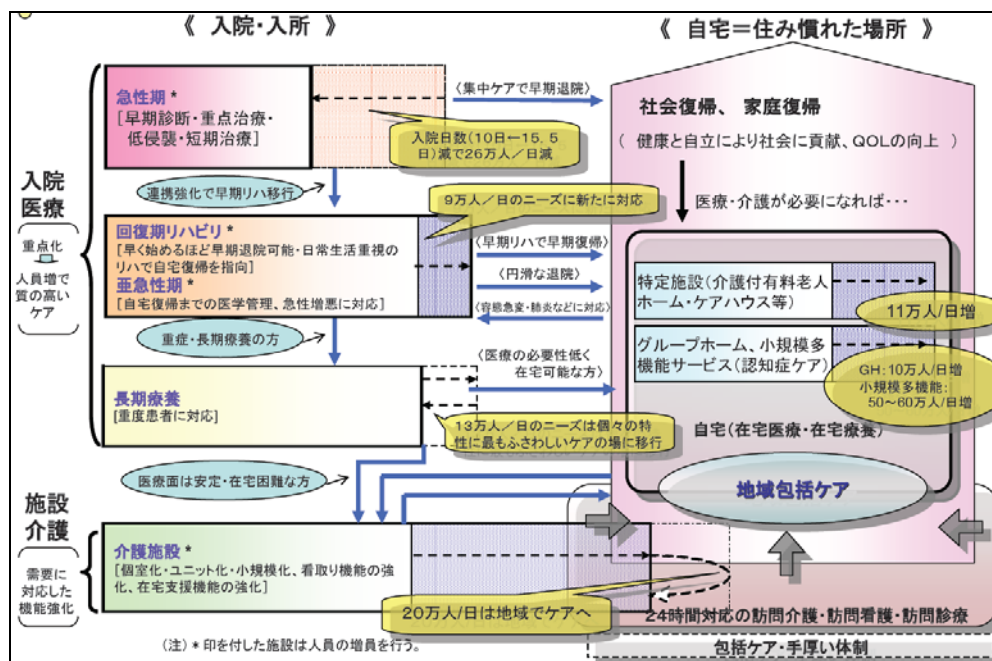 《 入院・入所 》
《 自宅=住み慣れた場所 》
急性期 *
[早期診断・重点治療・
低侵襲・短期治療]
〈集中ケアで早期退院〉
入院日数(10日←15. 5
日)減で26万人/日減
社会復帰、 家庭復帰
( 健康と自立により社会に貢献、QOLの向上 )
入院
医療
重点化
人員増で
質の高い
ケア
連携強化で早期リハ移行
9万人/日のニーズに新たに対応
医療・介護が必要になれば・・・
回復期リハビリ *
[早く始めるほど早期退院可能・日常生活重視の
リハで自宅復帰を指向]
亜急性期 *
[自宅復帰までの医学管理、急性増悪に対応]
〈早期リハで早期復帰〉
〈円滑な退院〉
〈容態急変・肺炎などに対応〉
特定施設(介護付有料老人
ホーム・ケアハウス等)
11万人/日増
グループホーム、小規模多
機能サービス(認知症ケア)
GH:10万人/日増
小規模多機能:
50~60万人/日増
重症・長期療養の方
〈医療の必要性低く
在宅可能な方〉
長期療養
[重度患者に対応]
13万人/日のニーズは個々の特
性に最もふさわしいケアの場に移行
自宅(在宅医療・在宅療養)
地域包括ケア
医療面は安定・在宅困難な方
施設
介護
需要に
対応した
機能強化
介護施設 *
[個室化・ユニット化・小規模化、看取り機能の強
化、在宅支援機能の強化]
20万人/日は地域でケアへ
24時間対応の訪問介護・訪問看護・訪問診療
(注) * 印を付した施設は人員の増員を行う。
包括ケア・手厚い体制